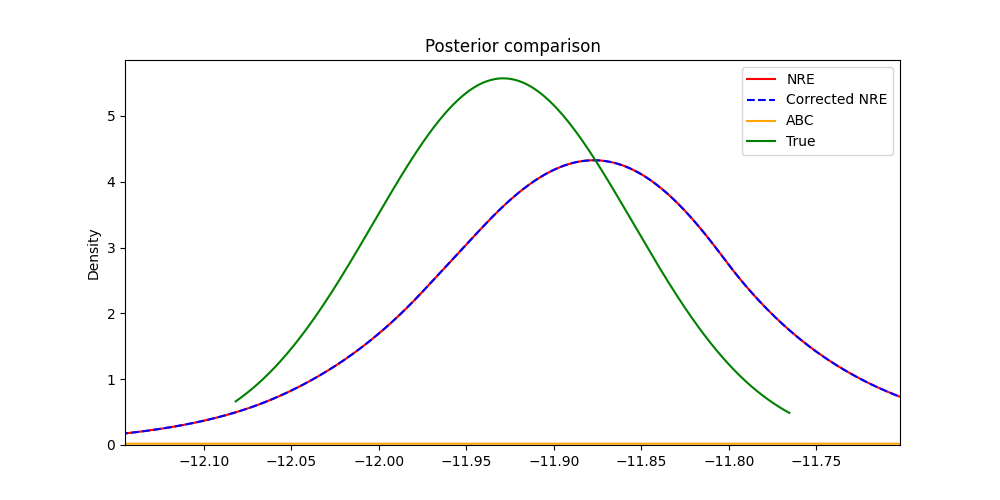 Posterior comparison
NRE
Corrected NRE
ABC
True
Density
5
4
3
2
1
0
−12.10 −12.05 −12.00 −11.95 −11.90 −11.85 −11.80 −11.75